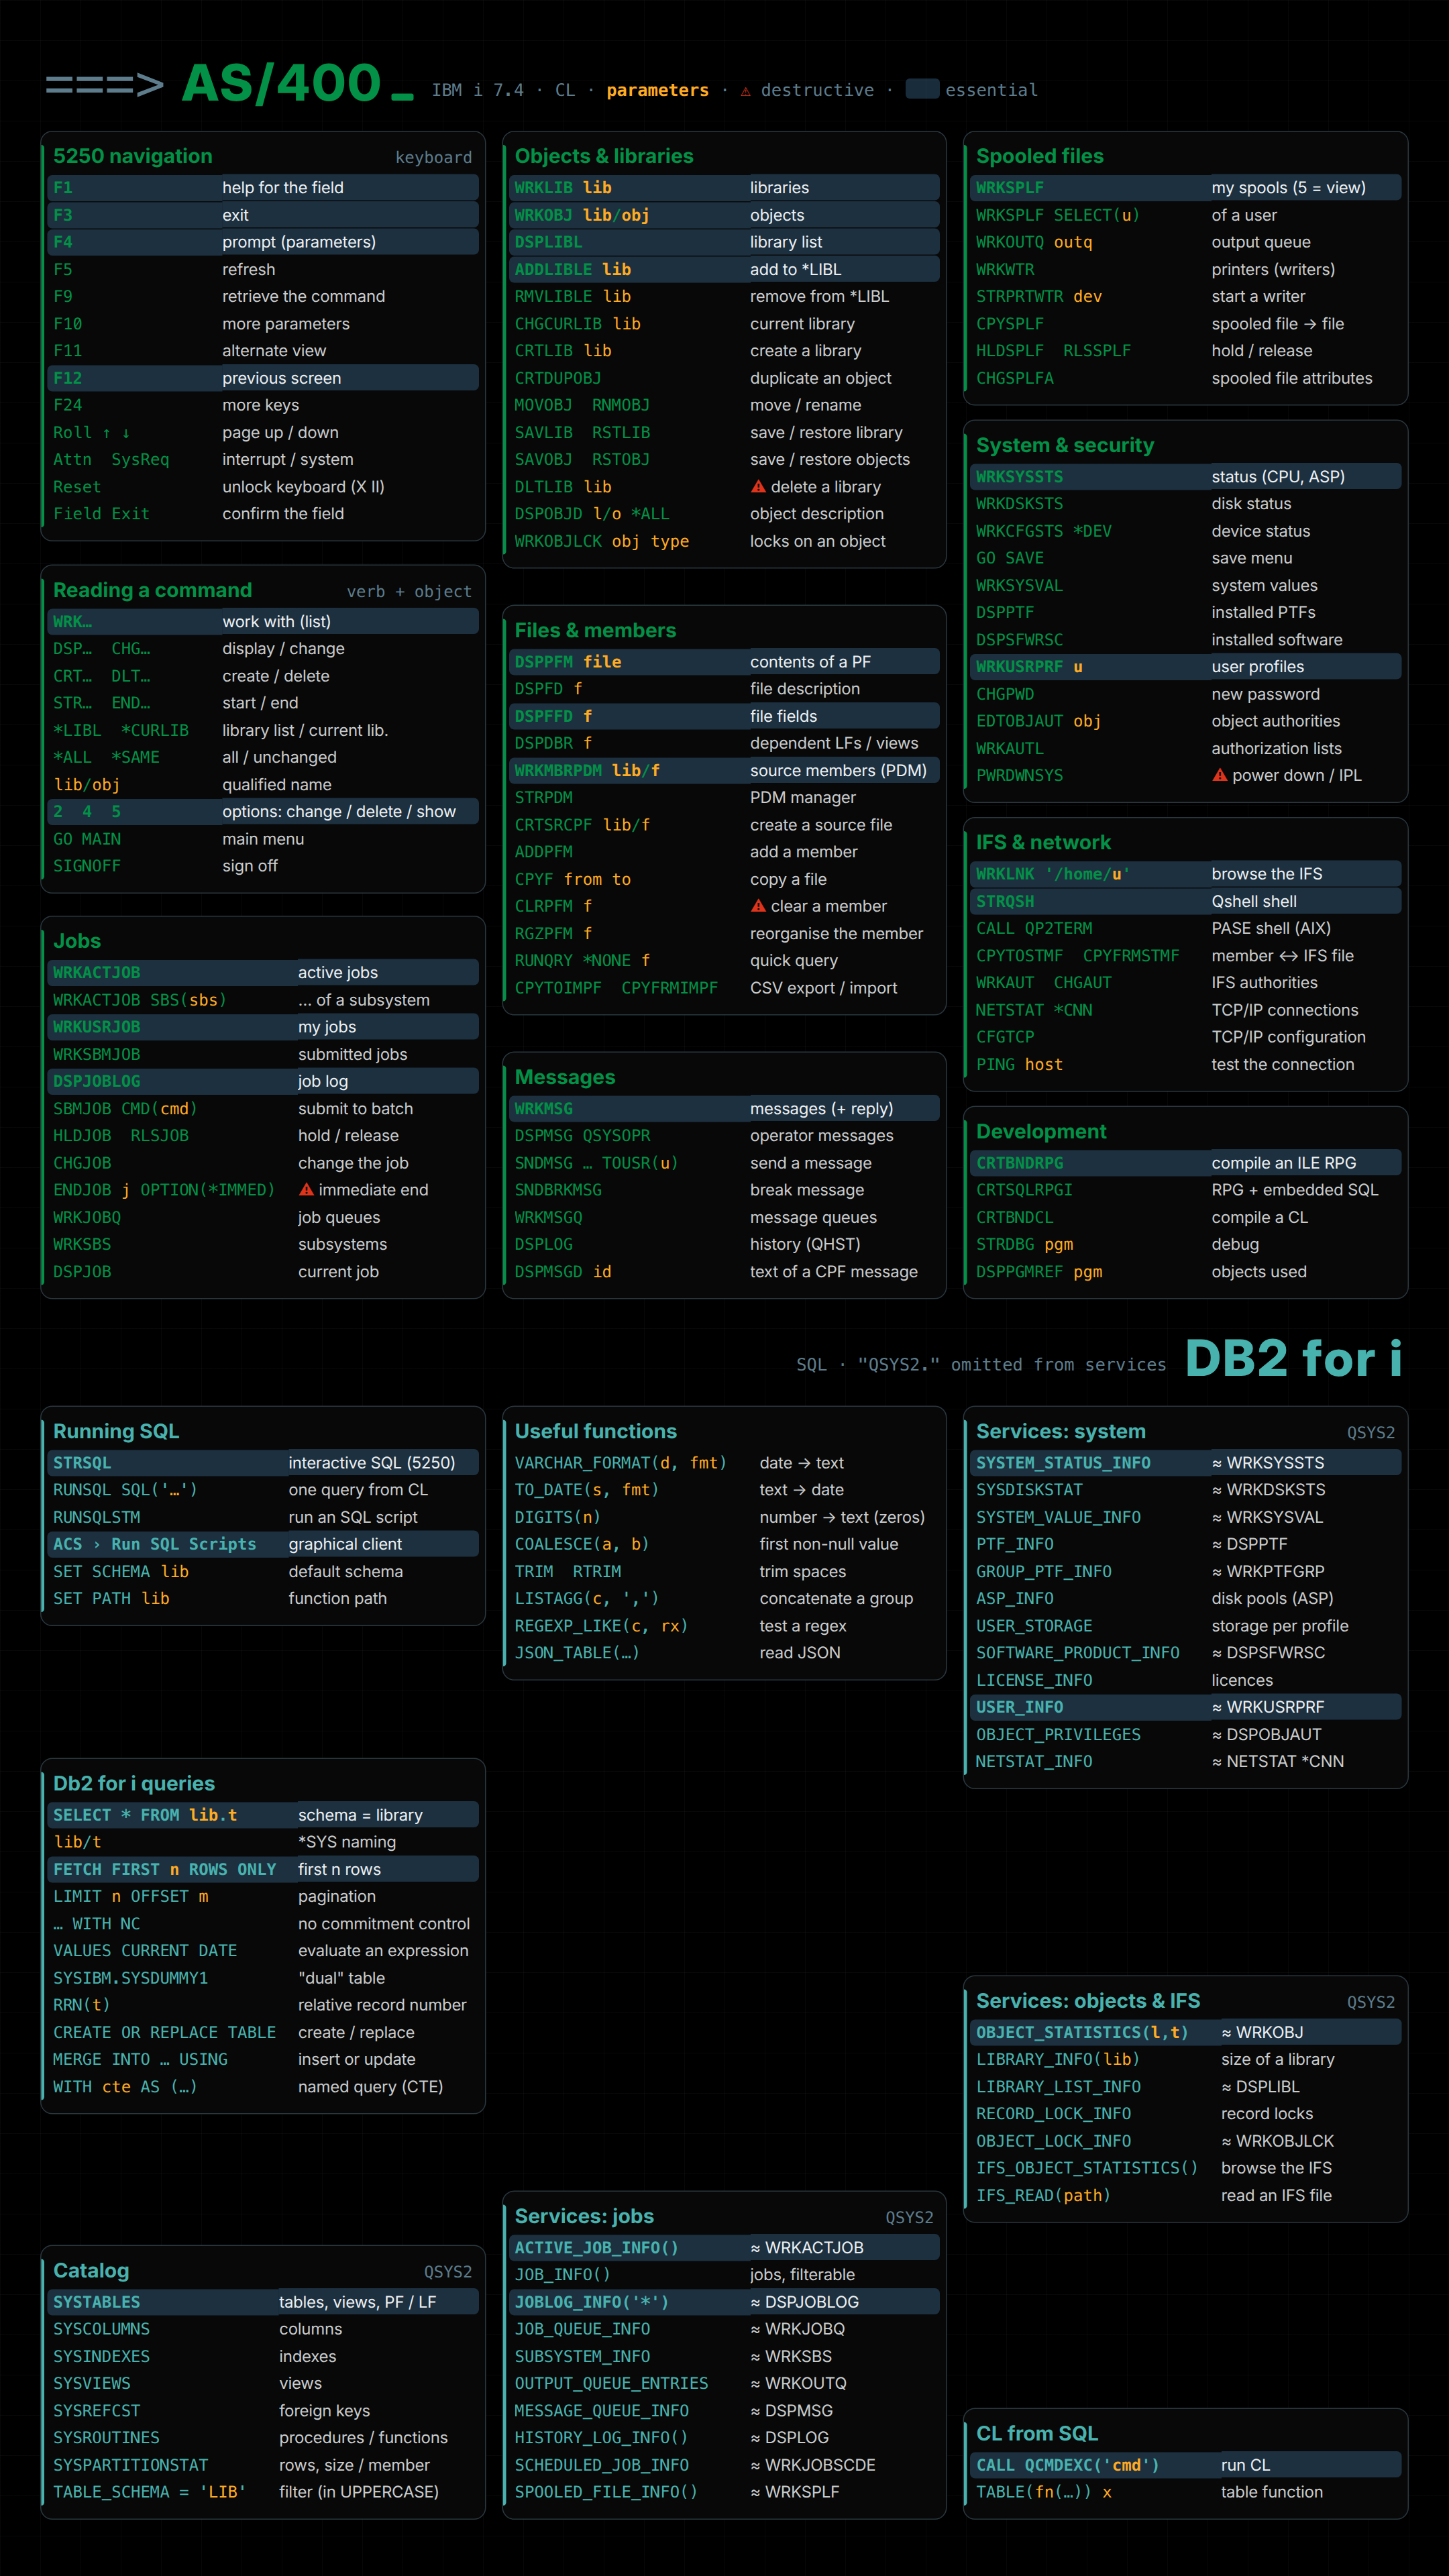 ===> AS/400_ IBM i 7.4 · CL · parameters · ⚠ destructive · essential
5250 navigation keyboard
F1 help for the field
F3 exit
F4 prompt (parameters)
F5 refresh
F9 retrieve the command
F10 more parameters
F11 alternate view
F12 previous screen
F24 more keys
Roll ↑ ↓ page up / down
Attn SysReq interrupt / system
Reset unlock keyboard (X II)
Field Exit confirm the field
Reading a command verb + object
WRK… work with (list)
DSP… CHG… display / change
CRT… DLT… create / delete
STR… END… start / end
*LIBL *CURLIB library list / current lib.
*ALL *SAME all / unchanged
lib/obj qualified name
2 4 5 options: change / delete / show
GO MAIN main menu
SIGNOFF sign off
Jobs
WRKACTJOB active jobs
WRKACTJOB SBS(sbs) … of a subsystem
WRKUSRJOB my jobs
WRKSBMJOB submitted jobs
DSPJOBLOG job log
SBMJOB CMD(cmd) submit to batch
HLDJOB RLSJOB hold / release
CHGJOB change the job
ENDJOB j OPTION(*IMMED) ⚠ immediate end
WRKJOBQ job queues
WRKSBS subsystems
DSPJOB current job
Objects & libraries
WRKLIB lib libraries
WRKOBJ lib/obj objects
DSPLIBL library list
ADDLIBLE lib add to *LIBL
RMVLIBLE lib remove from *LIBL
CHGCURLIB lib current library
CRTLIB lib create a library
CRTDUPOBJ duplicate an object
MOVOBJ RNMOBJ move / rename
SAVLIB RSTLIB save / restore library
SAVOBJ RSTOBJ save / restore objects
DLTLIB lib ⚠ delete a library
DSPOBJD l/o *ALL object description
WRKOBJLCK obj type locks on an object
Files & members
DSPPFM file contents of a PF
DSPFD f file description
DSPFFD f file fields
DSPDBR f dependent LFs / views
WRKMBRPDM lib/f source members (PDM)
STRPDM PDM manager
CRTSRCPF lib/f create a source file
ADDPFM add a member
CPYF from to copy a file
CLRPFM f ⚠ clear a member
RGZPFM f reorganise the member
RUNQRY *NONE f quick query
CPYTOIMPF CPYFRMIMPF CSV export / import
Messages
WRKMSG messages (+ reply)
DSPMSG QSYSOPR operator messages
SNDMSG … TOUSR(u) send a message
SNDBRKMSG break message
WRKMSGQ message queues
DSPLOG history (QHST)
DSPMSGD id text of a CPF message
Spooled files
WRKSPLF my spools (5 = view)
WRKSPLF SELECT(u) of a user
WRKOUTQ outq output queue
WRKWTR printers (writers)
STRPRTWTR dev start a writer
CPYSPLF spooled file → file
HLDSPLF RLSSPLF hold / release
CHGSPLFA spooled file attributes
System & security
WRKSYSSTS status (CPU, ASP)
WRKDSKSTS disk status
WRKCFGSTS *DEV device status
GO SAVE save menu
WRKSYSVAL system values
DSPPTF installed PTFs
DSPSFWRSC installed software
WRKUSRPRF u user profiles
CHGPWD new password
EDTOBJAUT obj object authorities
WRKAUTL authorization lists
PWRDWNSYS ⚠ power down / IPL
IFS & network
WRKLNK '/home/u' browse the IFS
STRQSH Qshell shell
CALL QP2TERM PASE shell (AIX)
CPYTOSTMF CPYFRMSTMF member ↔ IFS file
WRKAUT CHGAUT IFS authorities
NETSTAT *CNN TCP/IP connections
CFGTCP TCP/IP configuration
PING host test the connection
Development
CRTBNDRPG compile an ILE RPG
CRTSQLRPGI RPG + embedded SQL
CRTBNDCL compile a CL
STRDBG pgm debug
DSPPGMREF pgm objects used
SQL · "QSYS2." omitted from services DB2 for i
Running SQL
STRSQL interactive SQL (5250)
RUNSQL SQL('…') one query from CL
RUNSQLSTM run an SQL script
ACS › Run SQL Scripts graphical client
SET SCHEMA lib default schema
SET PATH lib function path
Db2 for i queries
SELECT * FROM lib.t schema = library
lib/t *SYS naming
FETCH FIRST n ROWS ONLY first n rows
LIMIT n OFFSET m pagination
… WITH NC no commitment control
VALUES CURRENT DATE evaluate an expression
SYSIBM.SYSDUMMY1 "dual" table
RRN(t) relative record number
CREATE OR REPLACE TABLE create / replace
MERGE INTO … USING insert or update
WITH cte AS (…) named query (CTE)
Catalog QSYS2
SYSTABLES tables, views, PF / LF
SYSCOLUMNS columns
SYSINDEXES indexes
SYSVIEWS views
SYSREFCST foreign keys
SYSROUTINES procedures / functions
SYSPARTITIONSTAT rows, size / member
TABLE_SCHEMA = 'LIB' filter (in UPPERCASE)
Useful functions
VARCHAR_FORMAT(d, fmt) date → text
TO_DATE(s, fmt) text → date
DIGITS(n) number → text (zeros)
COALESCE(a, b) first non-null value
TRIM RTRIM trim spaces
LISTAGG(c, ',') concatenate a group
REGEXP_LIKE(c, rx) test a regex
JSON_TABLE(…) read JSON
Services: jobs QSYS2
ACTIVE_JOB_INFO() ≈ WRKACTJOB
JOB_INFO() jobs, filterable
JOBLOG_INFO('*') ≈ DSPJOBLOG
JOB_QUEUE_INFO ≈ WRKJOBQ
SUBSYSTEM_INFO ≈ WRKSBS
OUTPUT_QUEUE_ENTRIES ≈ WRKOUTQ
MESSAGE_QUEUE_INFO ≈ DSPMSG
HISTORY_LOG_INFO() ≈ DSPLOG
SCHEDULED_JOB_INFO ≈ WRKJOBSCDE
SPOOLED_FILE_INFO() ≈ WRKSPLF
Services: system QSYS2
SYSTEM_STATUS_INFO ≈ WRKSYSSTS
SYSDISKSTAT ≈ WRKDSKSTS
SYSTEM_VALUE_INFO ≈ WRKSYSVAL
PTF_INFO ≈ DSPPTF
GROUP_PTF_INFO ≈ WRKPTFGRP
ASP_INFO disk pools (ASP)
USER_STORAGE storage per profile
SOFTWARE_PRODUCT_INFO ≈ DSPSFWRSC
LICENSE_INFO licences
USER_INFO ≈ WRKUSRPRF
OBJECT_PRIVILEGES ≈ DSPOBJAUT
NETSTAT_INFO ≈ NETSTAT *CNN
Services: objects & IFS QSYS2
OBJECT_STATISTICS(l,t) ≈ WRKOBJ
LIBRARY_INFO(lib) size of a library
LIBRARY_LIST_INFO ≈ DSPLIBL
RECORD_LOCK_INFO record locks
OBJECT_LOCK_INFO ≈ WRKOBJLCK
IFS_OBJECT_STATISTICS() browse the IFS
IFS_READ(path) read an IFS file
CL from SQL
CALL QCMDEXC('cmd') run CL
TABLE(fn(…)) x table function